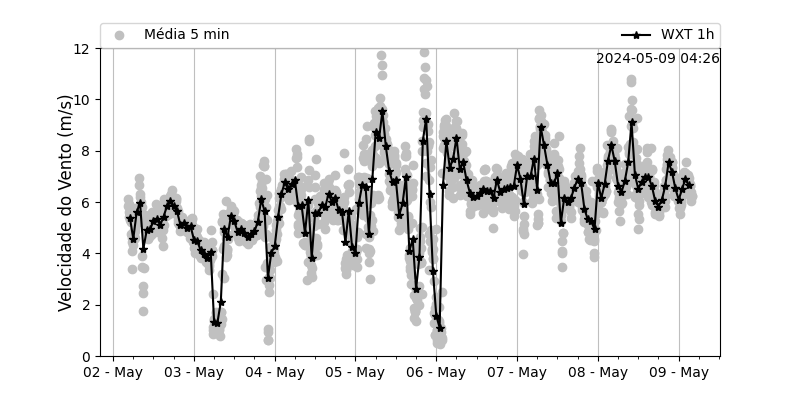 Média 5 min
WXT 1h
2024-05-09 04:26
Velocidade do Vento (m/s)
12
10
8
6
4
2
0
02 - May
03 - May
04 - May
05 - May
06 - May
07 - May
08 - May
09 - May